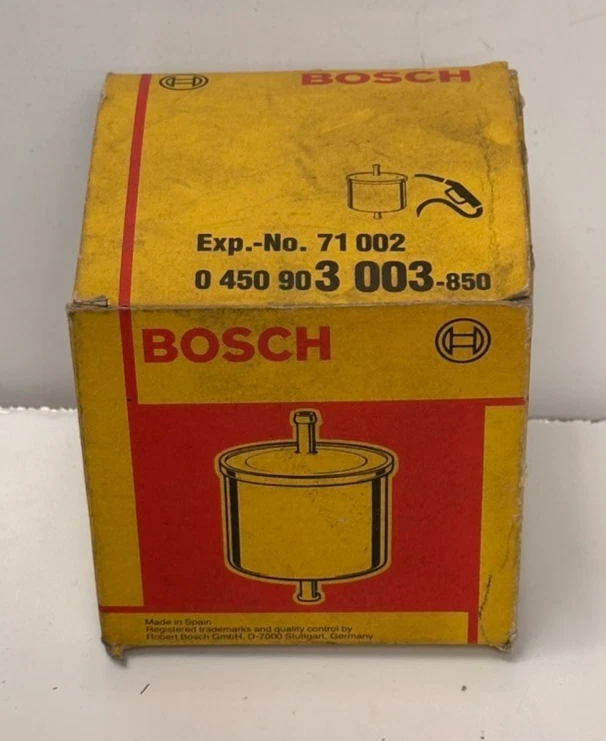 BOSCH
Exp.-No. 71 002
0 450 903 003-850
BOSCH
Made in Spain
Registered trademarks and quality control by
Robert Bosch GmbH, D-7000 Stuttgart, Germany